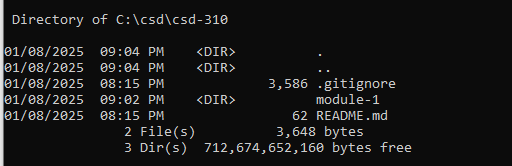 Directory of C:\csd\csd-310
01/08/2025  09:04 PM    <DIR>          .
01/08/2025  09:04 PM    <DIR>          ..
01/08/2025  08:15 PM             3,586 .gitignore
01/08/2025  09:02 PM    <DIR>          module-1
01/08/2025  08:15 PM                62 README.md
               2 File(s)          3,648 bytes
               3 Dir(s)  712,674,652,160 bytes free